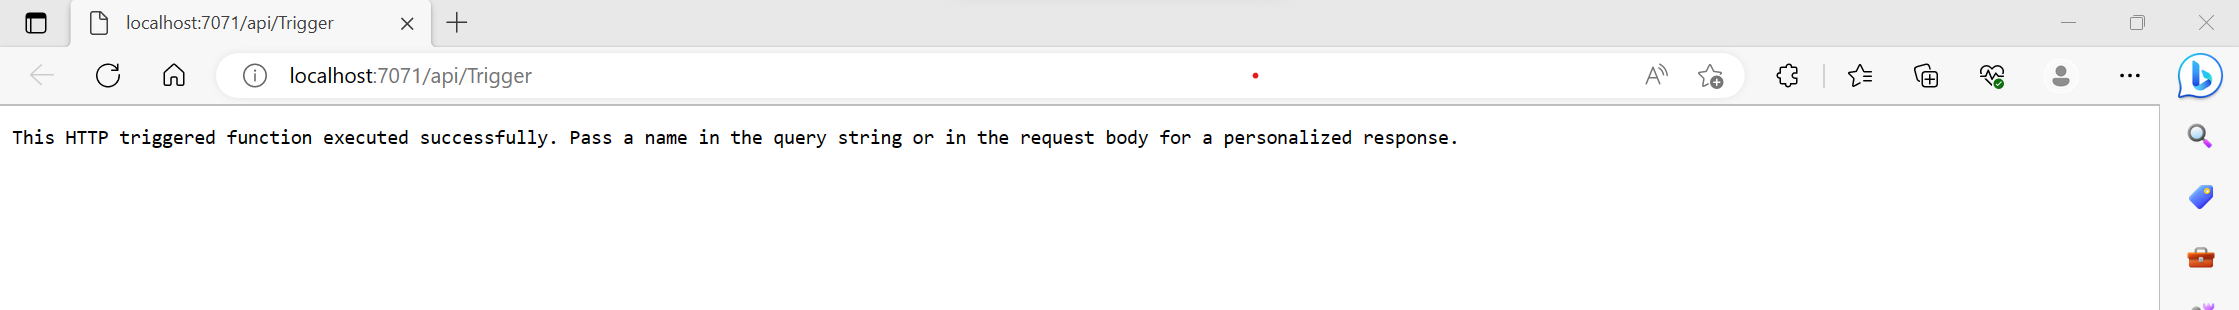 localhost:7071/api/Trigger
localhost:7071/api/Trigger
This HTTP triggered function executed successfully. Pass a name in the query string or in the request body for a personalized response.